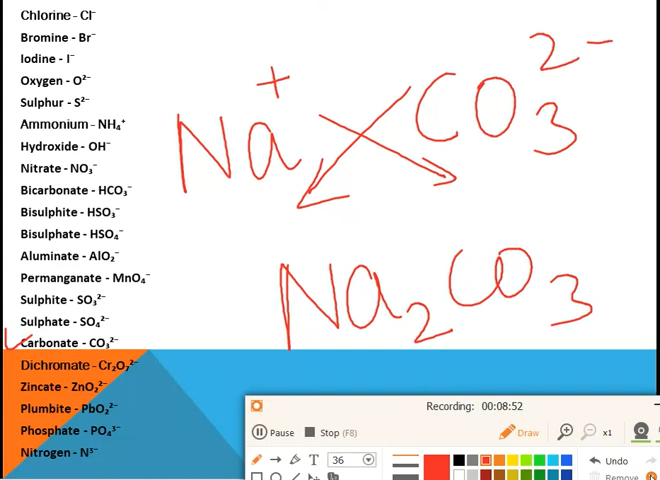 Chlorine - Cl⁻
Bromine - Br⁻
Iodine - I⁻
Oxygen - O²⁻
Sulphur - S²⁻
Ammonium - NH₄⁺
Hydroxide - OH⁻
Nitrate - NO₃⁻
Bicarbonate - HCO₃⁻
Bisulphite - HSO₃⁻
Bisulphate - HSO₄⁻
Aluminate - AlO₂⁻
Permanganate - MnO₄⁻
Sulphite - SO₃²⁻
Sulphate - SO₄²⁻
Carbonate - CO₃²⁻
Dichromate - Cr₂O₇²⁻
Zincate - ZnO₂²⁻
Plumbite - PbO₂²⁻
Phosphate - PO₄³⁻
Nitrogen - N³⁻
Na⁺ CO₃²⁻
Na₂CO₃
Recording: 00:08:52
Pause Stop (F8) Draw x1
T 36 Undo
Remove